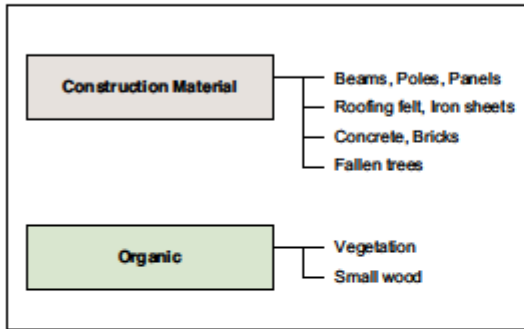 Construction Material
Beams, Poles, Panels
Roofing felt, Iron sheets
Concrete, Bricks
Fallen trees
Organic
Vegetation
Small wood